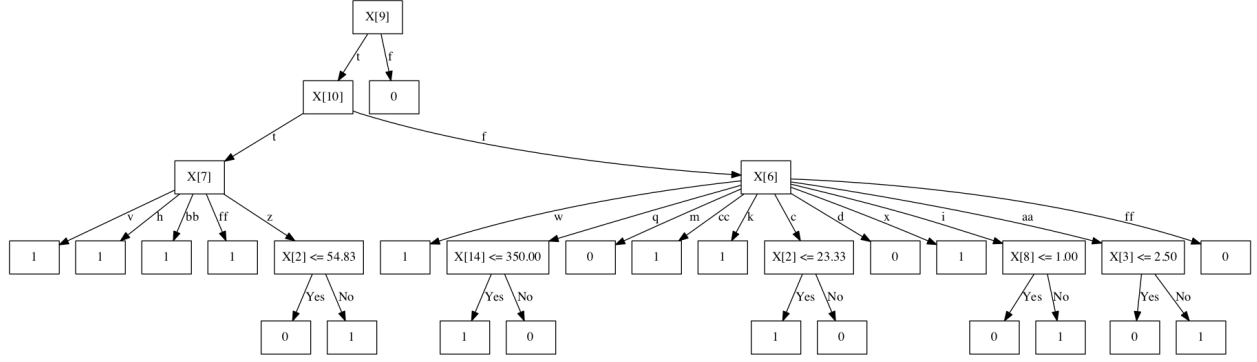 X[9]
t f
X[10] 0
t f
X[7] X[6]
v h bb ff z w q m cc k c d x i aa ff
1 1 1 1 X[2] <= 54.83 1 X[14] <= 350.00 0 1 1 X[2] <= 23.33 0 1 X[8] <= 1.00 X[3] <= 2.50 0
Yes No Yes No Yes No Yes No Yes No
0 1 1 0 1 0 0 1 0 1